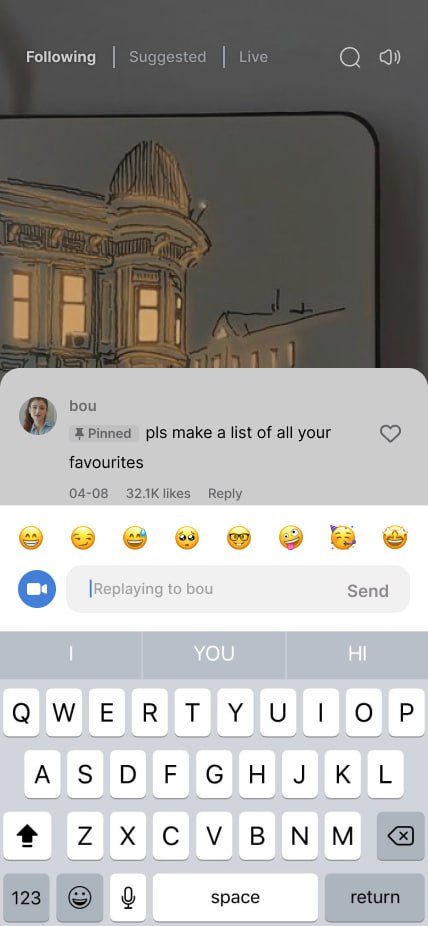 Following
Suggested
Live
bou
Pinned pls make a list of all your
favourites
04-08 32.1K likes Reply
Replaying to bou
Send
I YOU HI
Q W E R T Y U I O P
A S D F G H J K L
Z X C V B N M
123 space return